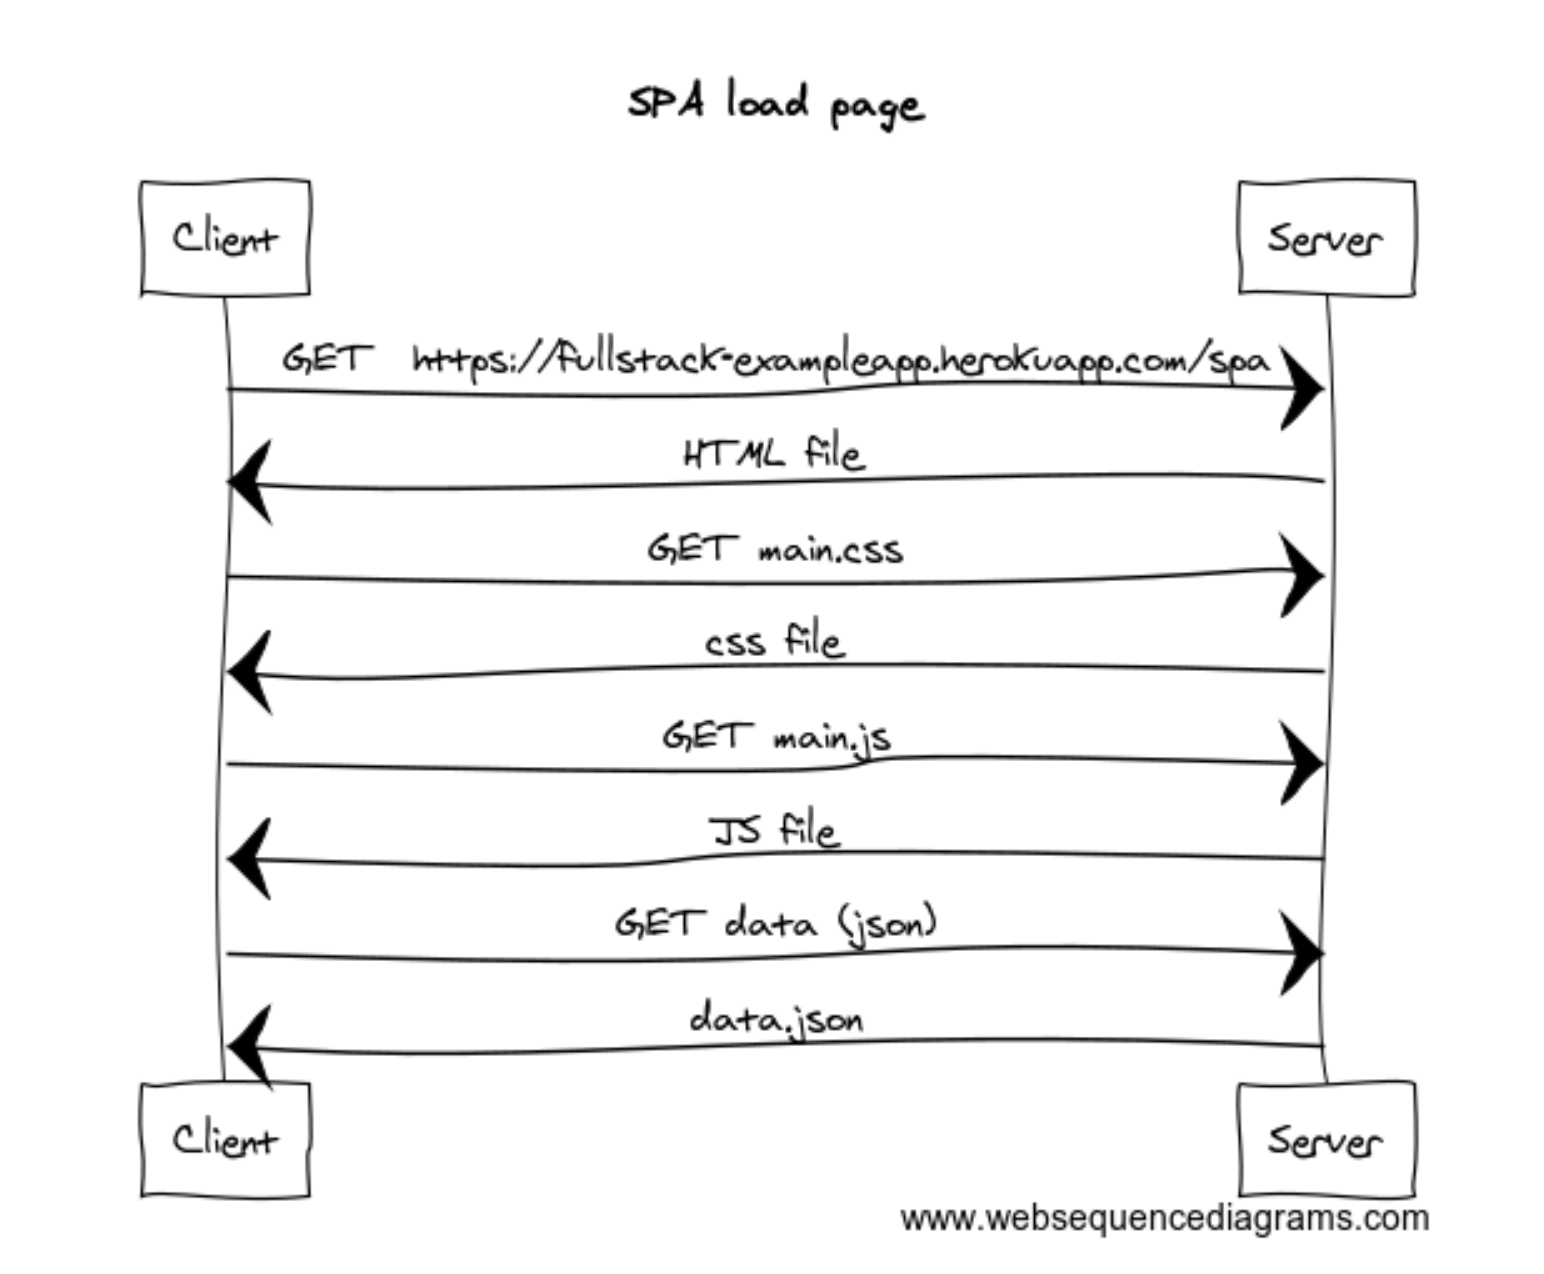 SPA load page
Client
Server
GET https://fullstack-exampleapp.herokuapp.com/spa
HTML file
GET main.css
css file
GET main.js
JS file
GET data (json)
data.json
Client
Server
www.websequencediagrams.com